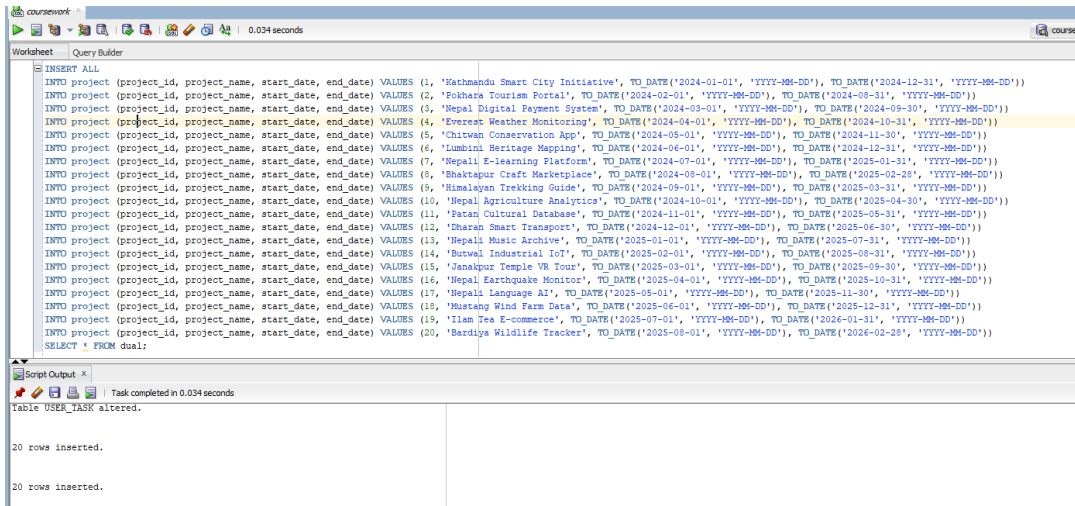 coursework
0.034 seconds
course
Worksheet Query Builder
INSERT ALL
INTO project (project_id, project_name, start_date, end_date) VALUES (1, 'Kathmandu Smart City Initiative', TO_DATE('2024-01-01', 'YYYY-MM-DD'), TO_DATE('2024-12-31', 'YYYY-MM-DD'))
INTO project (project_id, project_name, start_date, end_date) VALUES (2, 'Pokhara Tourism Portal', TO_DATE('2024-02-01', 'YYYY-MM-DD'), TO_DATE('2024-08-31', 'YYYY-MM-DD'))
INTO project (project_id, project_name, start_date, end_date) VALUES (3, 'Nepal Digital Payment System', TO_DATE('2024-03-01', 'YYYY-MM-DD'), TO_DATE('2024-09-30', 'YYYY-MM-DD'))
INTO project (project_id, project_name, start_date, end_date) VALUES (4, 'Everest Weather Monitoring', TO_DATE('2024-04-01', 'YYYY-MM-DD'), TO_DATE('2024-10-31', 'YYYY-MM-DD'))
INTO project (project_id, project_name, start_date, end_date) VALUES (5, 'Chitwan Conservation App', TO_DATE('2024-05-01', 'YYYY-MM-DD'), TO_DATE('2024-11-30', 'YYYY-MM-DD'))
INTO project (project_id, project_name, start_date, end_date) VALUES (6, 'Lumbini Heritage Mapping', TO_DATE('2024-06-01', 'YYYY-MM-DD'), TO_DATE('2024-12-31', 'YYYY-MM-DD'))
INTO project (project_id, project_name, start_date, end_date) VALUES (7, 'Nepali E-learning Platform', TO_DATE('2024-07-01', 'YYYY-MM-DD'), TO_DATE('2025-01-31', 'YYYY-MM-DD'))
INTO project (project_id, project_name, start_date, end_date) VALUES (8, 'Bhaktapur Craft Marketplace', TO_DATE('2024-08-01', 'YYYY-MM-DD'), TO_DATE('2025-02-28', 'YYYY-MM-DD'))
INTO project (project_id, project_name, start_date, end_date) VALUES (9, 'Himalayan Trekking Guide', TO_DATE('2024-09-01', 'YYYY-MM-DD'), TO_DATE('2025-03-31', 'YYYY-MM-DD'))
INTO project (project_id, project_name, start_date, end_date) VALUES (10, 'Nepal Agriculture Analytics', TO_DATE('2024-10-01', 'YYYY-MM-DD'), TO_DATE('2025-04-30', 'YYYY-MM-DD'))
INTO project (project_id, project_name, start_date, end_date) VALUES (11, 'Patan Cultural Database', TO_DATE('2024-11-01', 'YYYY-MM-DD'), TO_DATE('2025-05-31', 'YYYY-MM-DD'))
INTO project (project_id, project_name, start_date, end_date) VALUES (12, 'Dharan Smart Transport', TO_DATE('2024-12-01', 'YYYY-MM-DD'), TO_DATE('2025-06-30', 'YYYY-MM-DD'))
INTO project (project_id, project_name, start_date, end_date) VALUES (13, 'Nepali Music Archive', TO_DATE('2025-01-01', 'YYYY-MM-DD'), TO_DATE('2025-07-31', 'YYYY-MM-DD'))
INTO project (project_id, project_name, start_date, end_date) VALUES (14, 'Butwal Industrial IoT', TO_DATE('2025-02-01', 'YYYY-MM-DD'), TO_DATE('2025-08-31', 'YYYY-MM-DD'))
INTO project (project_id, project_name, start_date, end_date) VALUES (15, 'Janakpur Temple VR Tour', TO_DATE('2025-03-01', 'YYYY-MM-DD'), TO_DATE('2025-09-30', 'YYYY-MM-DD'))
INTO project (project_id, project_name, start_date, end_date) VALUES (16, 'Nepal Earthquake Monitor', TO_DATE('2025-04-01', 'YYYY-MM-DD'), TO_DATE('2025-10-31', 'YYYY-MM-DD'))
INTO project (project_id, project_name, start_date, end_date) VALUES (17, 'Nepali Language AI', TO_DATE('2025-05-01', 'YYYY-MM-DD'), TO_DATE('2025-11-30', 'YYYY-MM-DD'))
INTO project (project_id, project_name, start_date, end_date) VALUES (18, 'Mustang Wind Farm Data', TO_DATE('2025-06-01', 'YYYY-MM-DD'), TO_DATE('2025-12-31', 'YYYY-MM-DD'))
INTO project (project_id, project_name, start_date, end_date) VALUES (19, 'Ilam Tea E-commerce', TO_DATE('2025-07-01', 'YYYY-MM-DD'), TO_DATE('2026-01-31', 'YYYY-MM-DD'))
INTO project (project_id, project_name, start_date, end_date) VALUES (20, 'Bardiya Wildlife Tracker', TO_DATE('2025-08-01', 'YYYY-MM-DD'), TO_DATE('2026-02-28', 'YYYY-MM-DD'))
SELECT * FROM dual;
Script Output
Task completed in 0.034 seconds
Table USER_TASK altered.
20 rows inserted.
20 rows inserted.